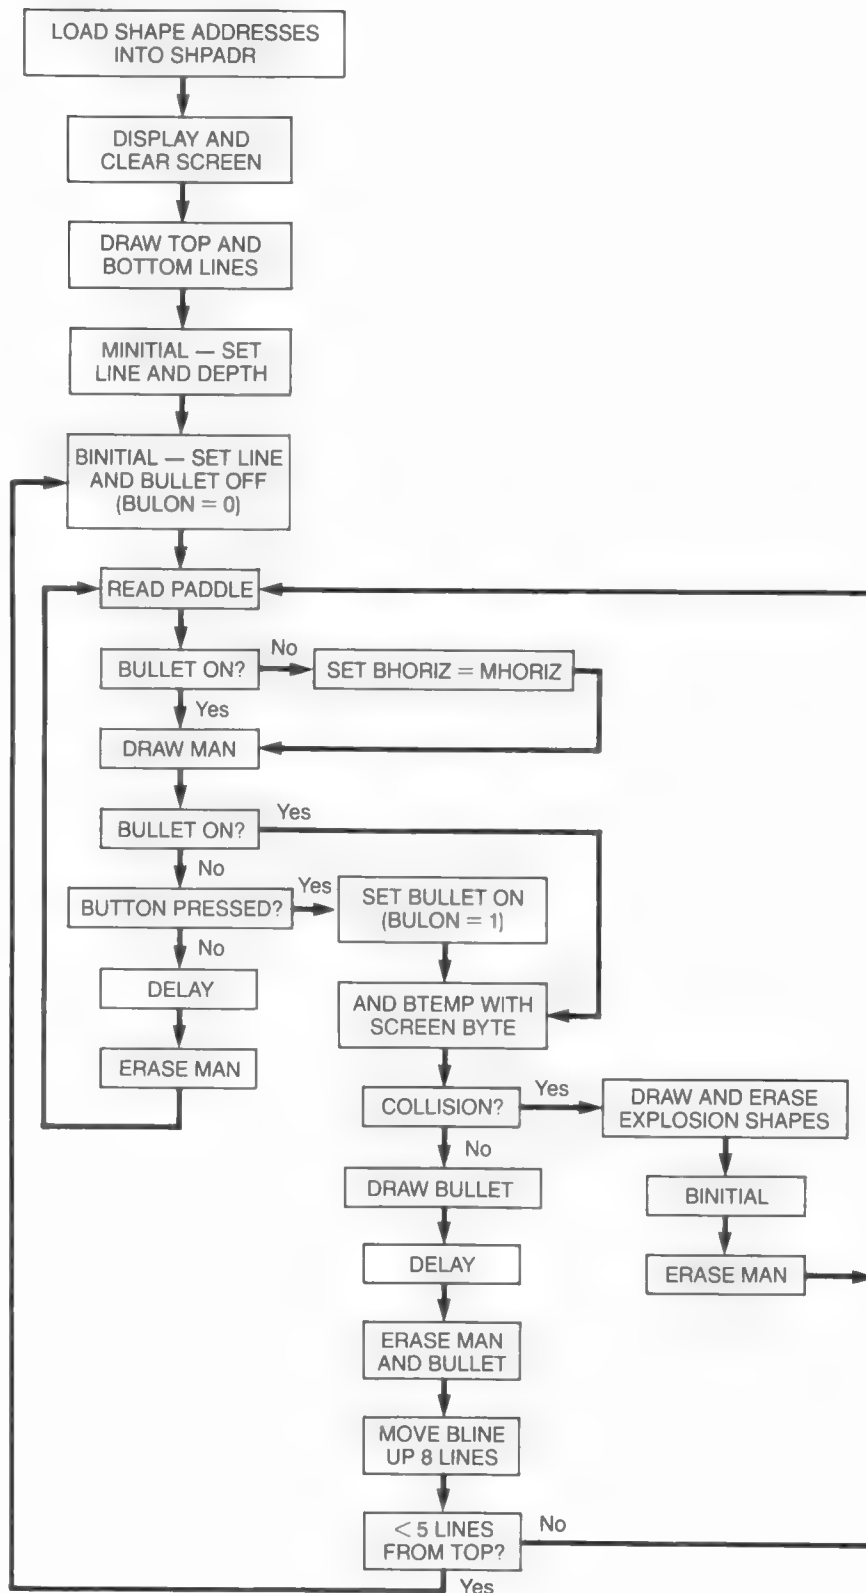 LOAD SHAPE ADDRESSES
INTO SHPADR
DISPLAY AND
CLEAR SCREEN
DRAW TOP AND
BOTTOM LINES
MINITIAL — SET
LINE AND DEPTH
BINITIAL — SET LINE
AND BULLET OFF
(BULON = 0)
READ PADDLE
BULLET ON?
No
SET BHORIZ = MHORIZ
Yes
DRAW MAN
BULLET ON?
Yes
No
BUTTON PRESSED?
Yes
SET BULLET ON
(BULON = 1)
No
DELAY
ERASE MAN
AND BTEMP WITH
SCREEN BYTE
COLLISION?
Yes
DRAW AND ERASE
EXPLOSION SHAPES
BINITIAL
ERASE MAN
No
DRAW BULLET
DELAY
ERASE MAN
AND BULLET
MOVE BLINE
UP 8 LINES
< 5 LINES
FROM TOP?
No
Yes